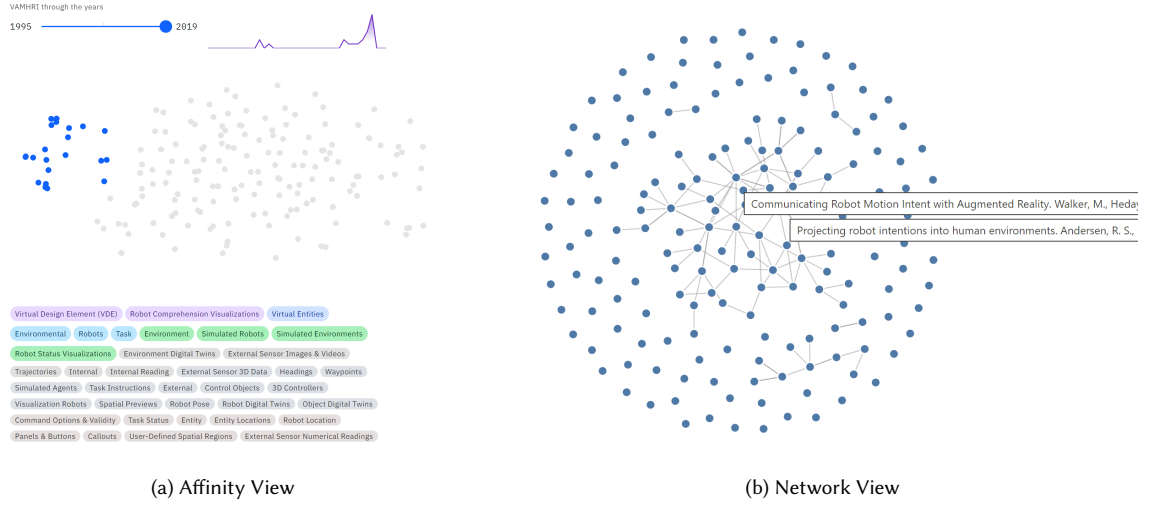 VAMHRI through the years
1995 2019
Virtual Design Element (VDE) Robot Comprehension Visualizations Virtual Entities
Environmental Robots Task Environment Simulated Robots Simulated Environments
Robot Status Visualizations Environment Digital Twins External Sensor Images & Videos
Trajectories Internal Internal Reading External Sensor 3D Data Headings Waypoints
Simulated Agents Task Instructions External Control Objects 3D Controllers
Visualization Robots Spatial Previews Robot Pose Robot Digital Twins Object Digital Twins
Command Options & Validity Task Status Entity Entity Locations Robot Location
Panels & Buttons Callouts User-Defined Spatial Regions External Sensor Numerical Readings
(a) Affinity View
Communicating Robot Motion Intent with Augmented Reality. Walker, M., Heday
Projecting robot intentions into human environments. Andersen, R. S.,
(b) Network View